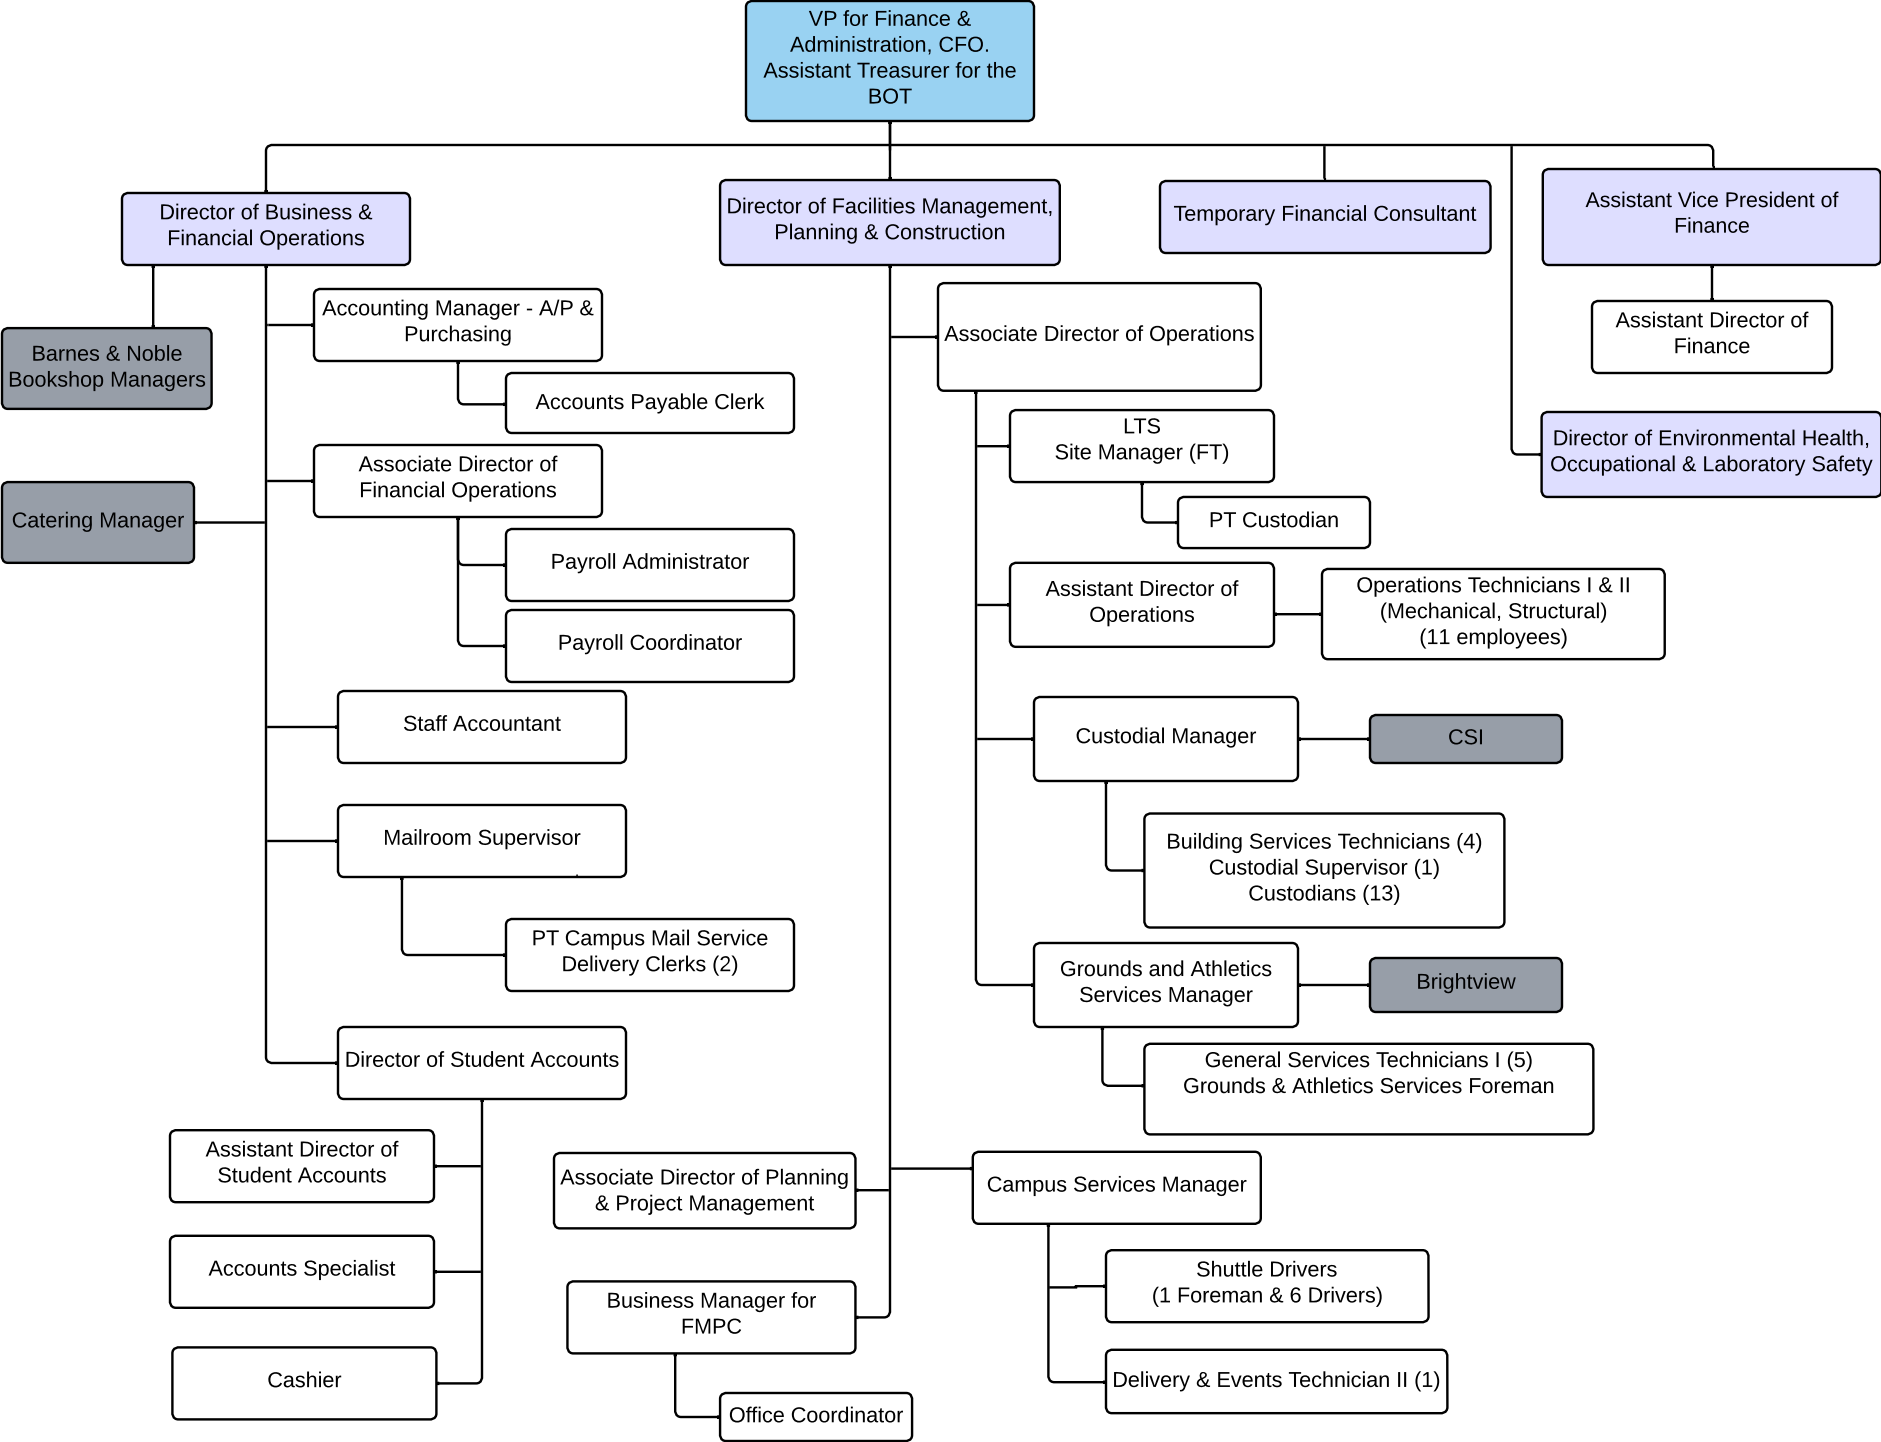 VP for Finance &
Administration, CFO.
Assistant Treasurer for the
BOT
Director of Business &
Financial Operations
Director of Facilities Management,
Planning & Construction
Temporary Financial Consultant
Assistant Vice President of
Finance
Barnes & Noble
Bookshop Managers
Accounting Manager - A/P &
Purchasing
Accounts Payable Clerk
Associate Director of
Financial Operations
Catering Manager
Payroll Administrator
Payroll Coordinator
Staff Accountant
Mailroom Supervisor
PT Campus Mail Service
Delivery Clerks (2)
Director of Student Accounts
Assistant Director of
Student Accounts
Accounts Specialist
Cashier
Associate Director of Operations
LTS
Site Manager (FT)
PT Custodian
Assistant Director of
Operations
Operations Technicians I & II
(Mechanical, Structural)
(11 employees)
Custodial Manager
CSI
Building Services Technicians (4)
Custodial Supervisor (1)
Custodians (13)
Grounds and Athletics
Services Manager
Brightview
General Services Technicians I (5)
Grounds & Athletics Services Foreman
Associate Director of Planning
& Project Management
Campus Services Manager
Shuttle Drivers
(1 Foreman & 6 Drivers)
Delivery & Events Technician II (1)
Business Manager for
FMPC
Office Coordinator
Assistant Director of
Finance
Director of Environmental Health,
Occupational & Laboratory Safety